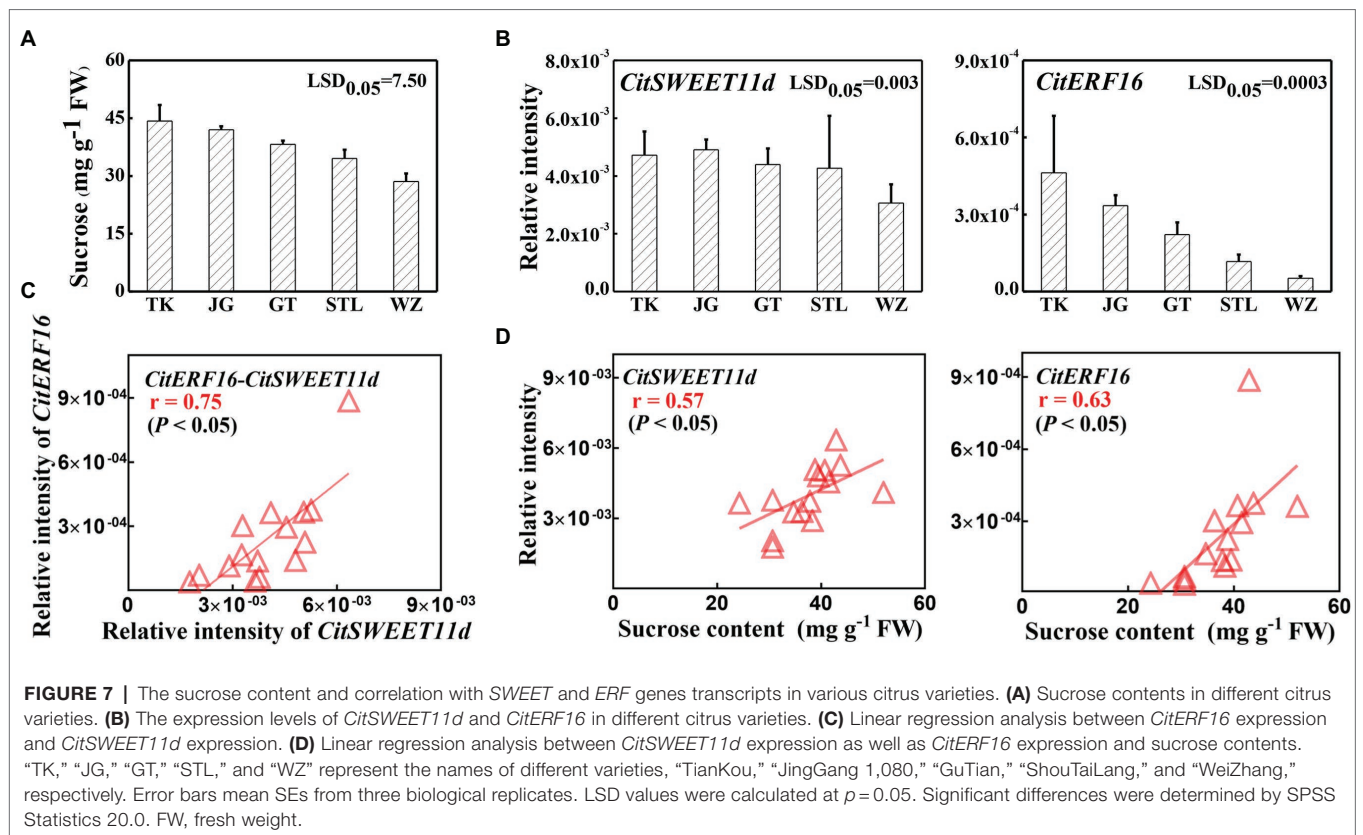 A
60
45
30
15
0
Sucrose (mg g-1 FW)
LSD0.05=7.50
TK JG GT STL WZ
B
8.0x10-3
6.0x10-3
4.0x10-3
2.0x10-3
0.0
Relative intensity
CitSWEET11d LSD0.05=0.003
TK JG GT STL WZ
9.0x10-4
6.0x10-4
3.0x10-4
0.0
CitERF16 LSD0.05=0.0003
TK JG GT STL WZ
C
Relative intensity of CitERF16
9×10-04
6×10-04
3×10-04
CitERF16-CitSWEET11d
r = 0.75
(P < 0.05)
0 3×10-03 6×10-03 9×10-03
Relative intensity of CitSWEET11d
D
Relative intensity
9×10-03
6×10-03
3×10-03
CitSWEET11d
r = 0.57
(P < 0.05)
0 20 40 60
Sucrose content (mg g-1 FW)
9×10-04
6×10-04
3×10-04
CitERF16
r = 0.63
(P < 0.05)
0 20 40 60
Sucrose content (mg g-1 FW)
FIGURE 7 | The sucrose content and correlation with SWEET and ERF genes transcripts in various citrus varieties. (A) Sucrose contents in different citrus
varieties. (B) The expression levels of CitSWEET11d and CitERF16 in different citrus varieties. (C) Linear regression analysis between CitERF16 expression
and CitSWEET11d expression. (D) Linear regression analysis between CitSWEET11d expression as well as CitERF16 expression and sucrose contents.
“TK,” “JG,” “GT,” “STL,” and “WZ” represent the names of different varieties, “TianKou,” “JingGang 1,080,” “GuTian,” “ShouTaiLang,” and “WeiZhang,”
respectively. Error bars mean SEs from three biological replicates. LSD values were calculated at p = 0.05. Significant differences were determined by SPSS
Statistics 20.0. FW, fresh weight.